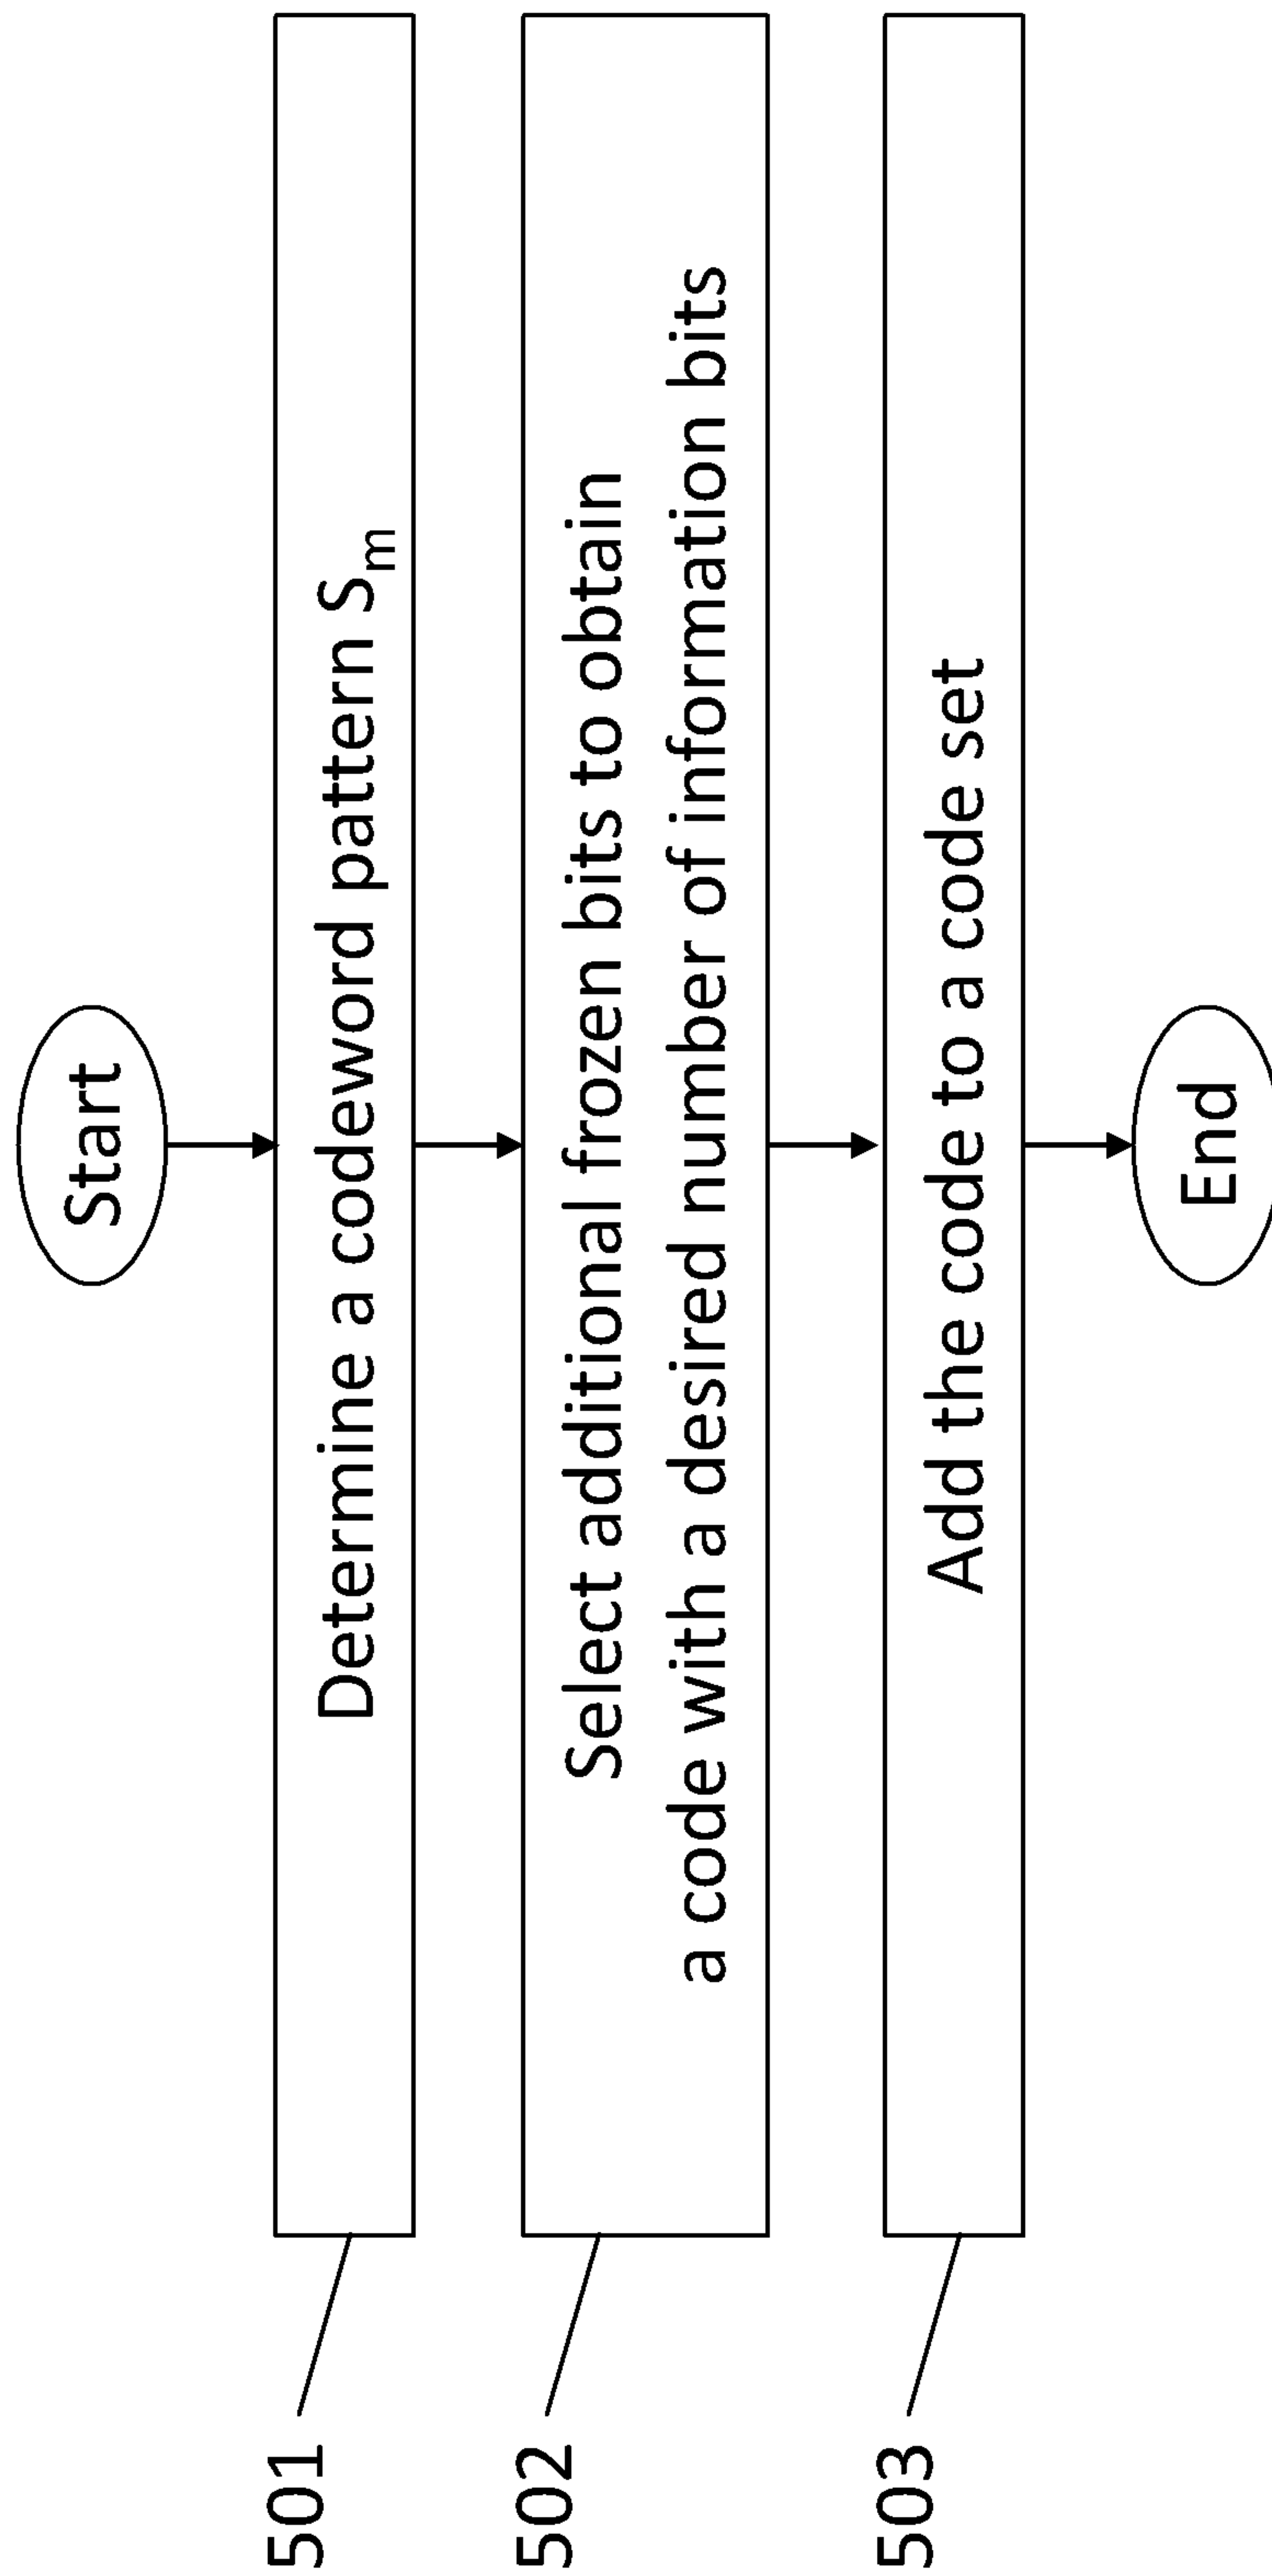 Start
501
Determine a codeword pattern Sm
502
Select additional frozen bits to obtain
a code with a desired number of information bits
503
Add the code to a code set
End